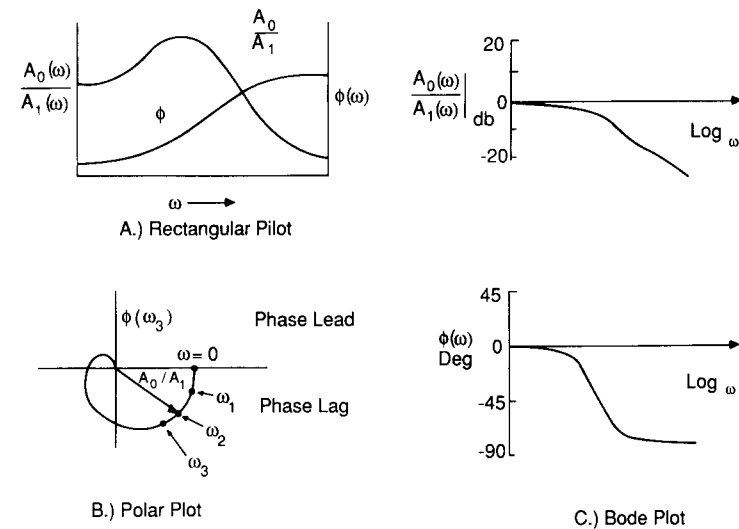 A₀
A₁
A₀(ω)
A₁(ω)
ϕ
ϕ(ω)
ω
A.) Rectangular Pilot
20
A₀(ω)
A₁(ω)
db
0
-20
Log ω
ϕ(ω₃)
Phase Lead
ω = 0
A₀/A₁
ω₁
Phase Lag
ω₂
ω₃
B.) Polar Plot
45
ϕ(ω)
Deg
0
Log ω
-45
-90
C.) Bode Plot